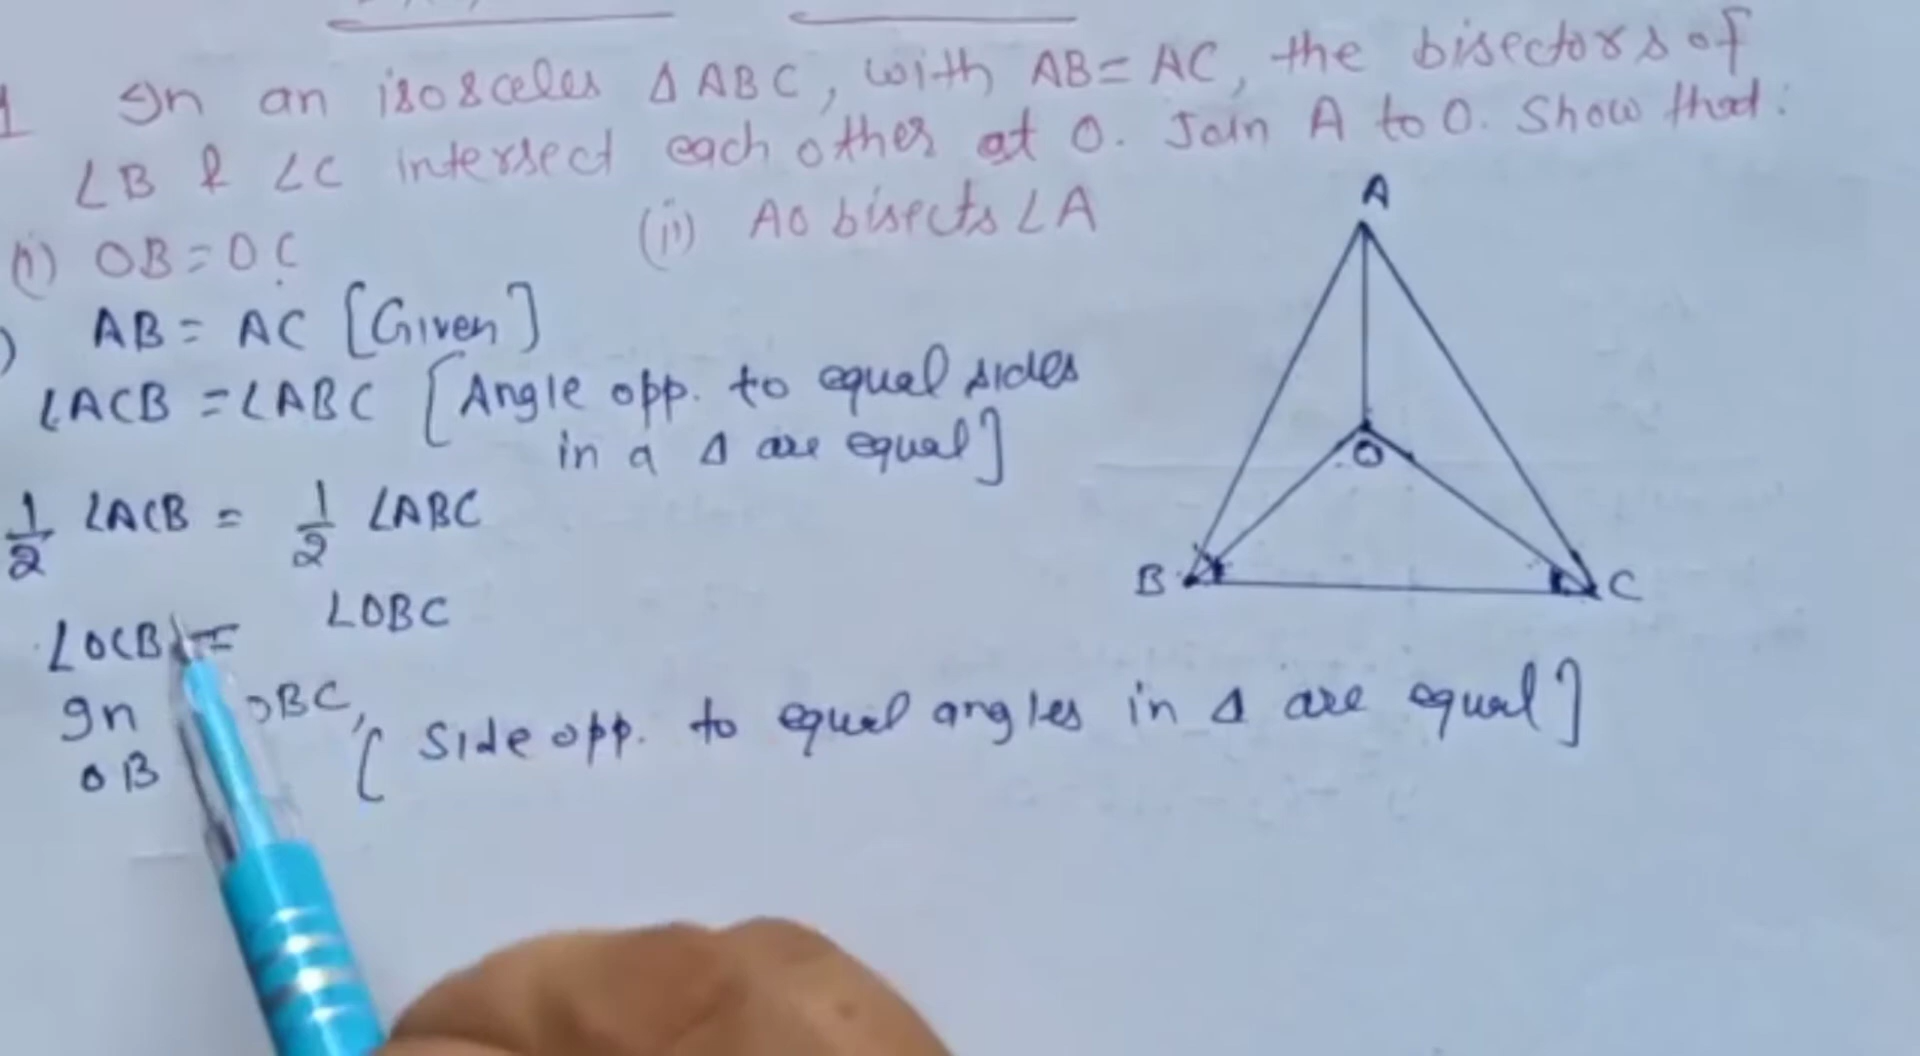 1 In an isosceles Δ ABC, with AB = AC, the bisectors of
∠B & ∠C intersect each other at O. Join A to O. Show that:
(i) OB = OC (ii) AO bisects ∠A
) AB = AC [Given]
∠ACB = ∠ABC [Angle opp. to equal sides
in a Δ are equal]
1/2 ∠ACB = 1/2 ∠ABC
∠OCB = ∠OBC
In OBC,
OB [Side opp. to equal angles in Δ are equal]
A
O
B C